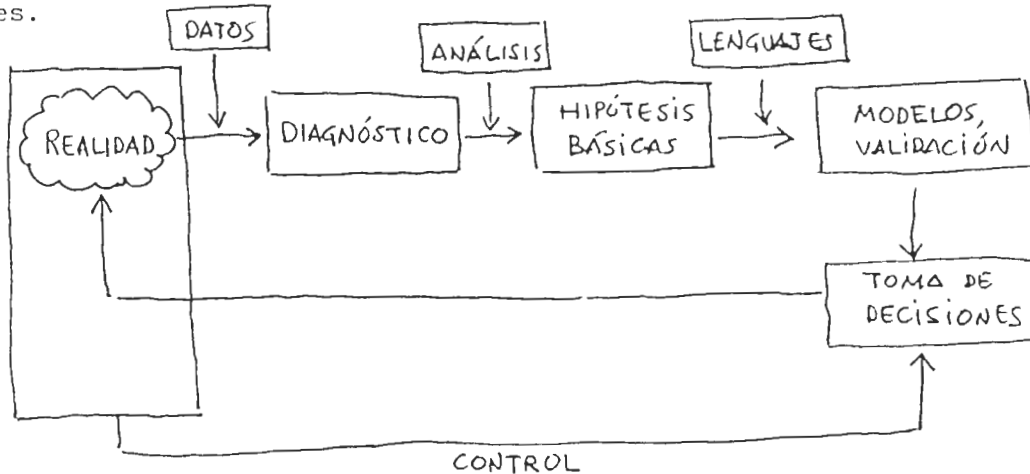 es.
DATOS
ANÁLISIS
LENGUAJES
REALIDAD
DIAGNÓSTICO
HIPÓTESIS
BÁSICAS
MODELOS,
VALIDACIÓN
TOMA DE
DECISIONES
CONTROL